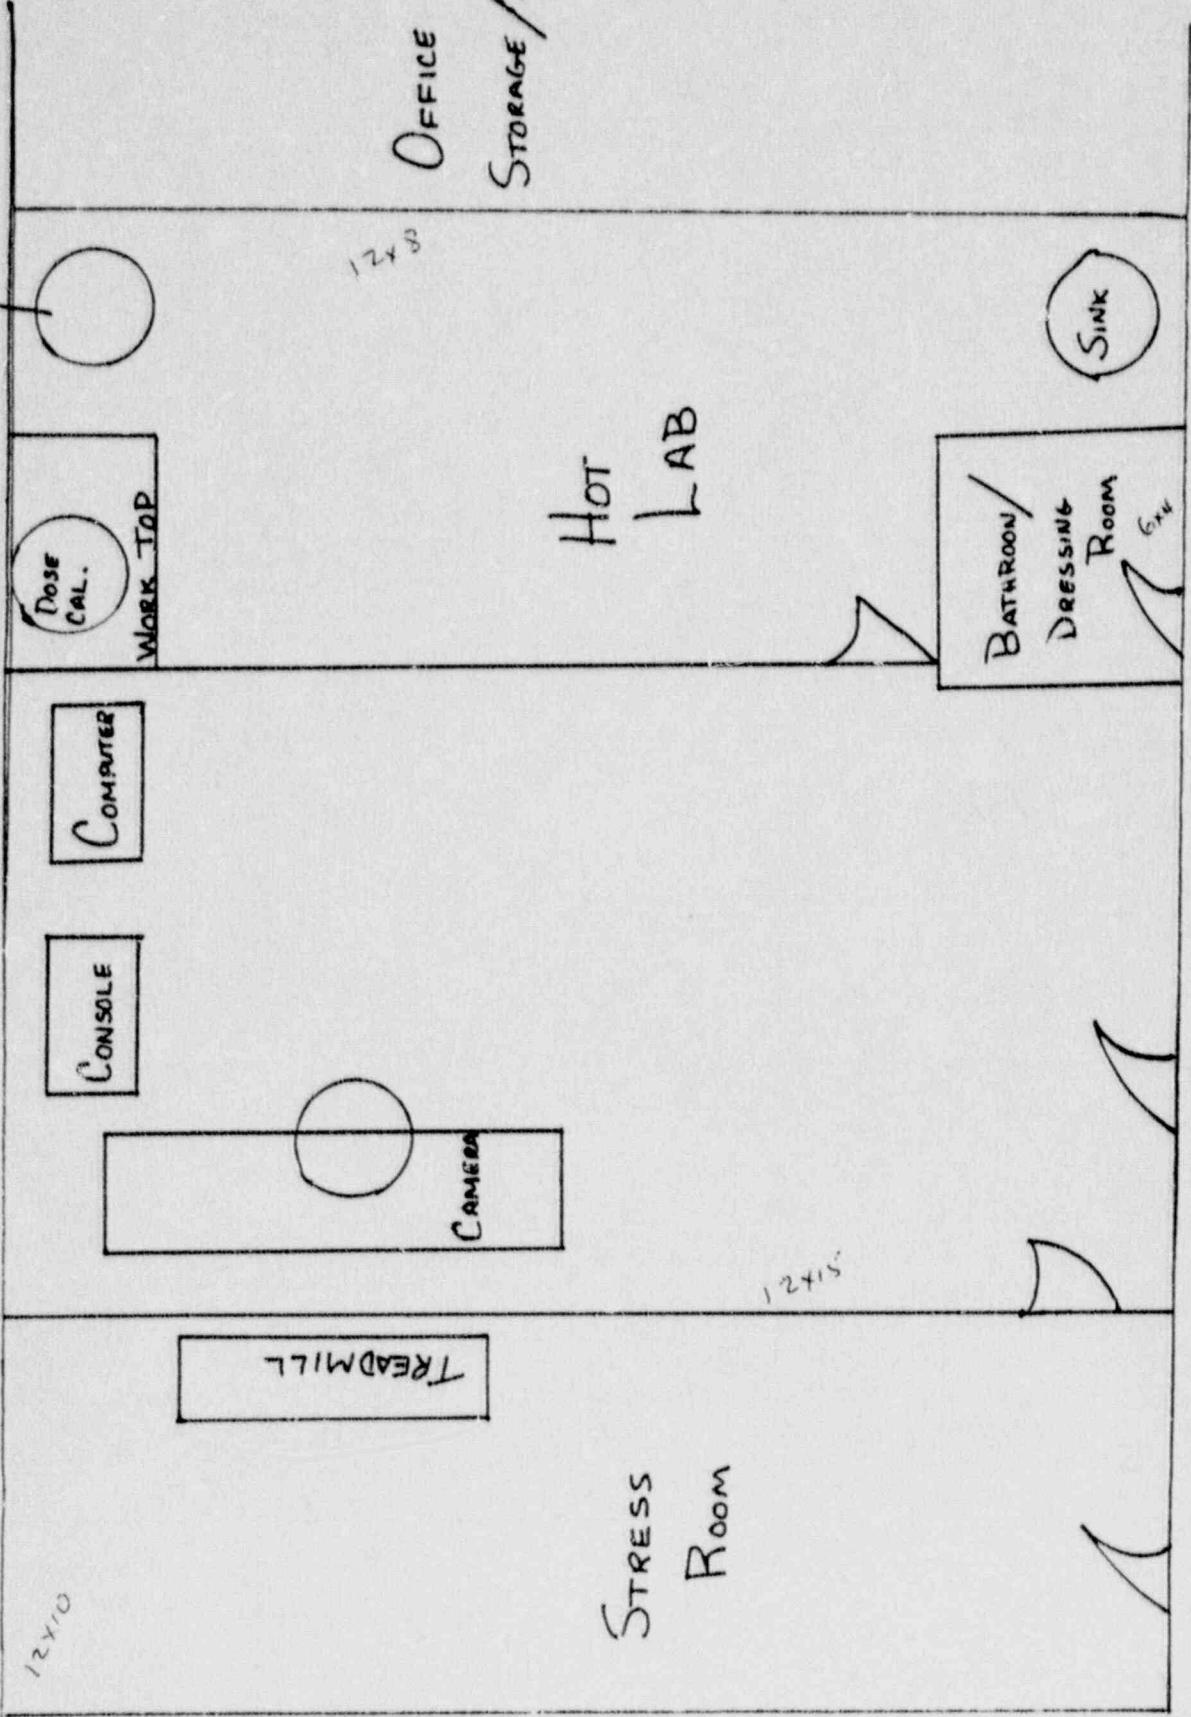 OFFICE
STORAGE/
12x8
SINK
HOT
LAB
DOSE
CAL.
WORK TOP
BATHROON/
DRESSING
ROOM
6x4
COMPUTER
CONSOLE
CAMERA
12x15
TREADMILL
STRESS
ROOM
12x10